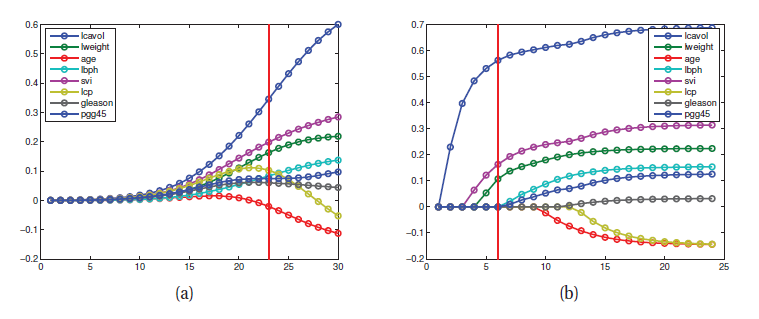 0.6
0.5
0.4
0.3
0.2
0.1
0
−0.1
−0.2
0 5 10 15 20 25 30
lcavol
lweight
age
lbph
svi
lcp
gleason
pgg45
(a)
0.7
0.6
0.5
0.4
0.3
0.2
0.1
0
−0.1
−0.2
0 5 10 15 20 25
lcavol
lweight
age
lbph
svi
lcp
gleason
pgg45
(b)